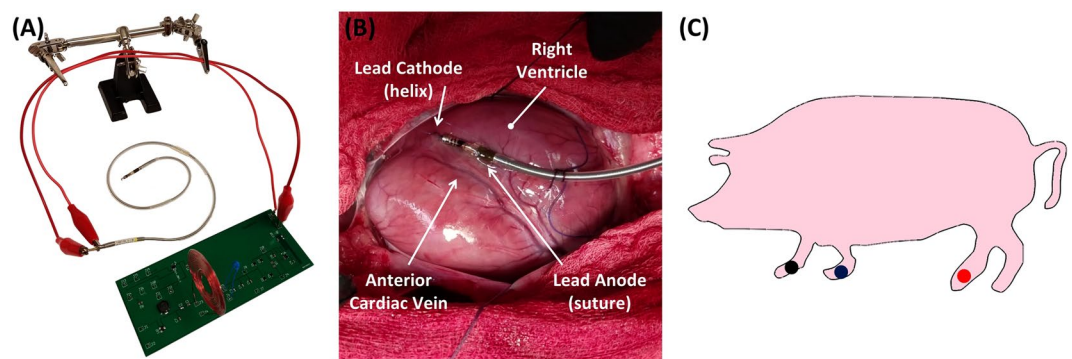 (A)
(B)
(C)
Lead Cathode
(helix)
Right
Ventricle
Anterior
Cardiac Vein
Lead Anode
(suture)